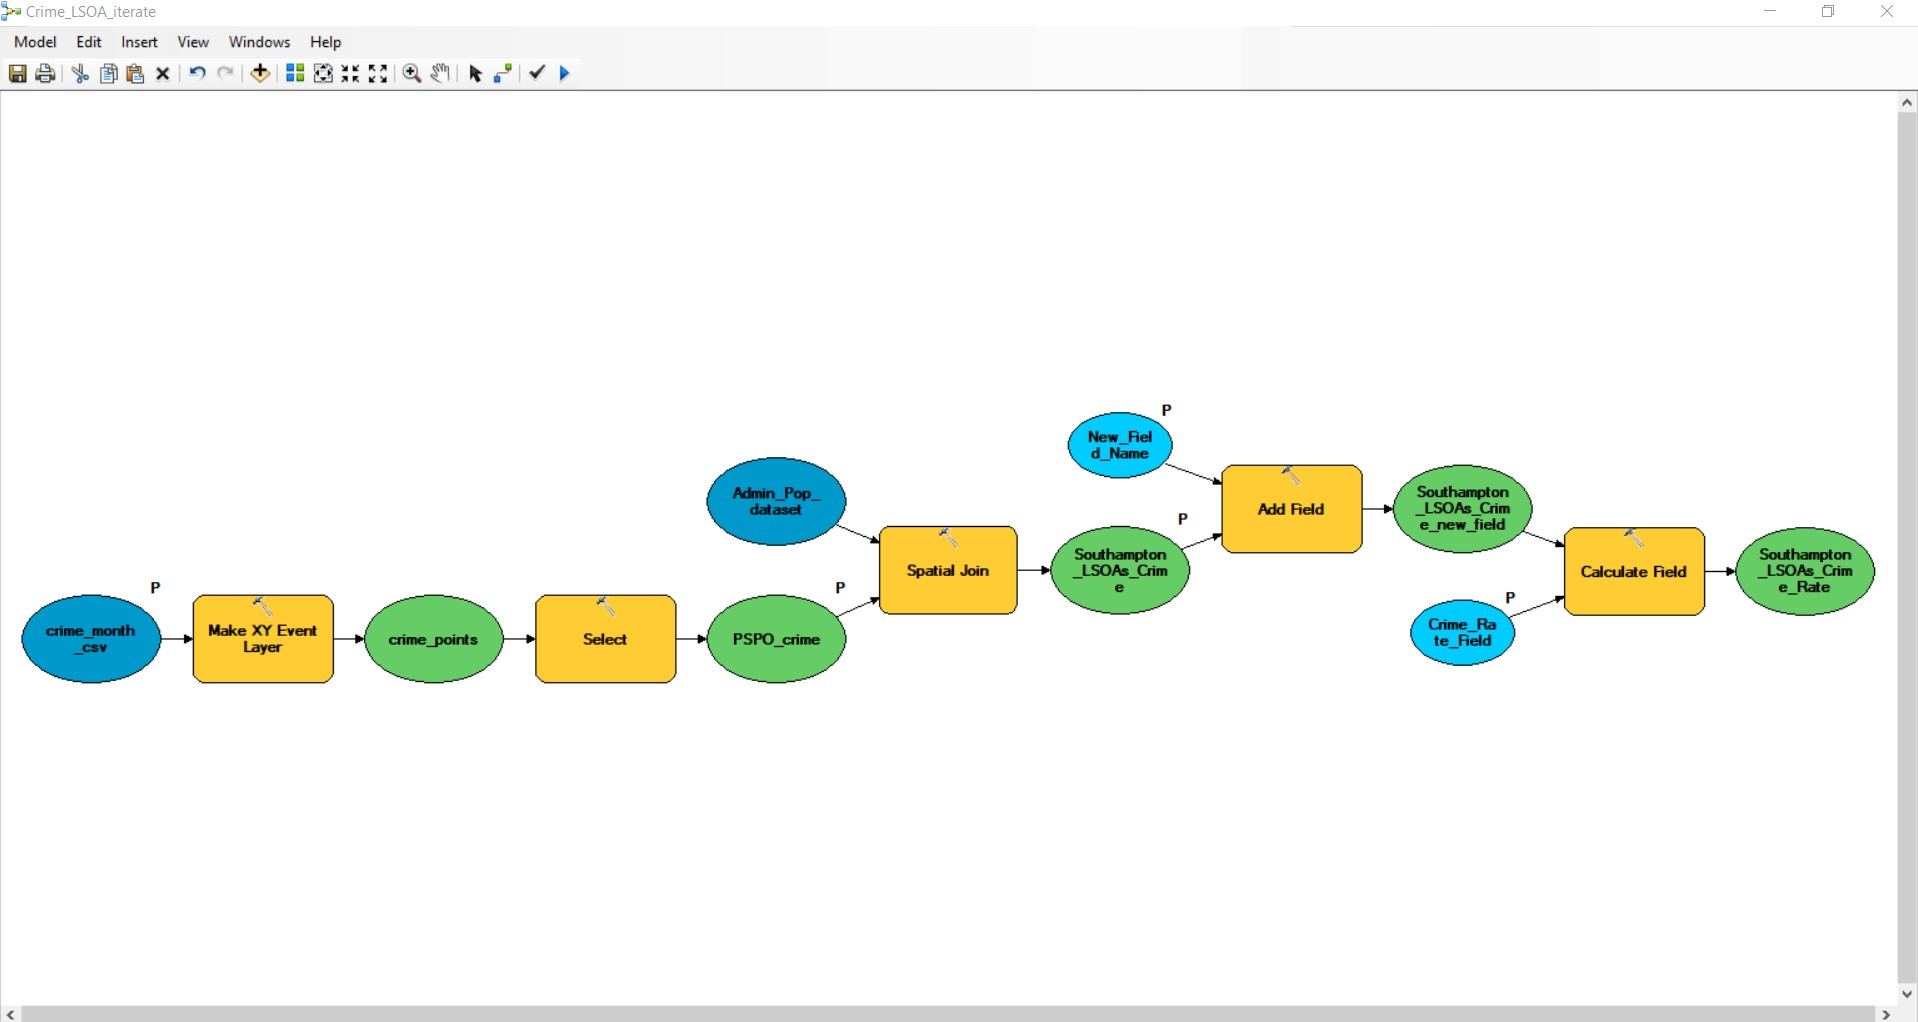 Crime_LSOA_iterate
Model Edit Insert View Windows Help
P
New_Fiel
d_Name
Admin_Pop_
dataset
Add Field
Southampton
_LSOAs_Crim
e_new_field
P
Spatial Join
Southampton
_LSOAs_Crim
e
Calculate Field
Southampton
_LSOAs_Crim
e_Rate
P
crime_month
_csv
Make XY Event
Layer
crime_points
Select
P
PSPO_crime
P
Crime_Ra
te_Field